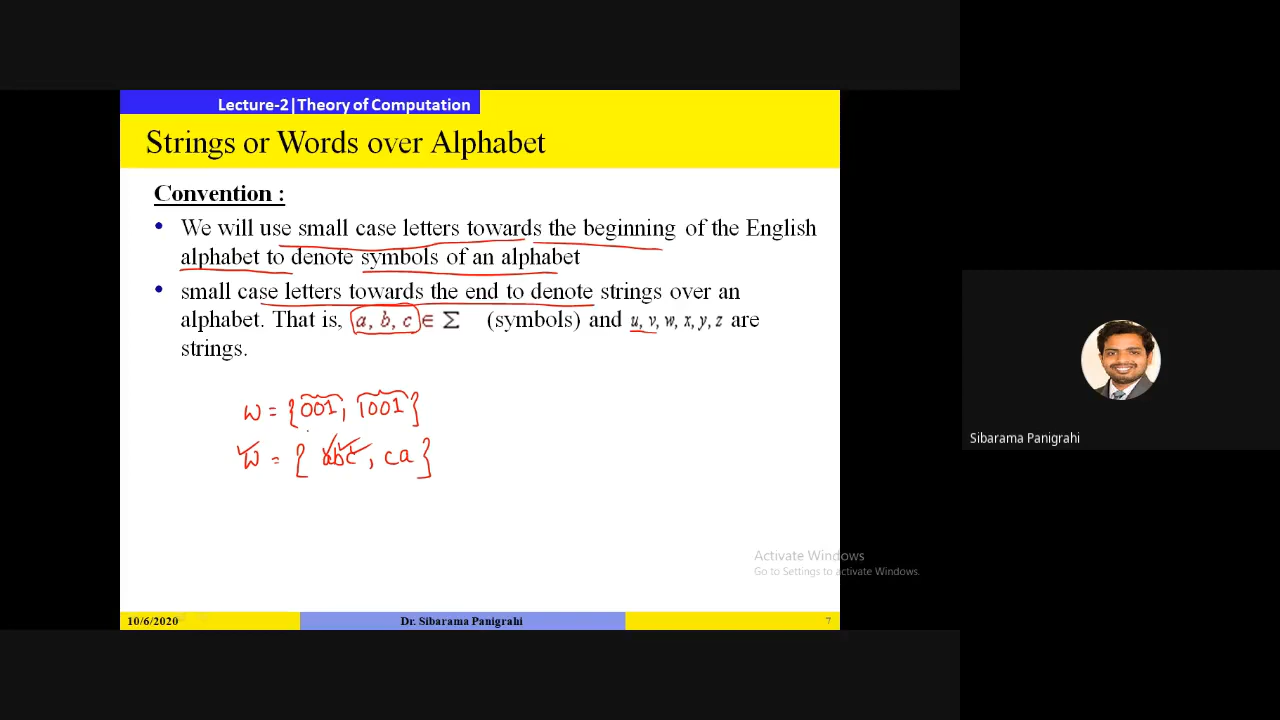 Lecture-2|Theory of Computation
Strings or Words over Alphabet
Convention :
• We will use small case letters towards the beginning of the English
alphabet to denote symbols of an alphabet
• small case letters towards the end to denote strings over an
alphabet. That is, a, b, c ∈ Σ (symbols) and u, v, w, x, y, z are
strings.
w = {001, 1001}
w = { abc, ca }
Sibarama Panigrahi
Activate Windows
Go to Settings to activate Windows.
10/6/2020 Dr. Sibarama Panigrahi 7